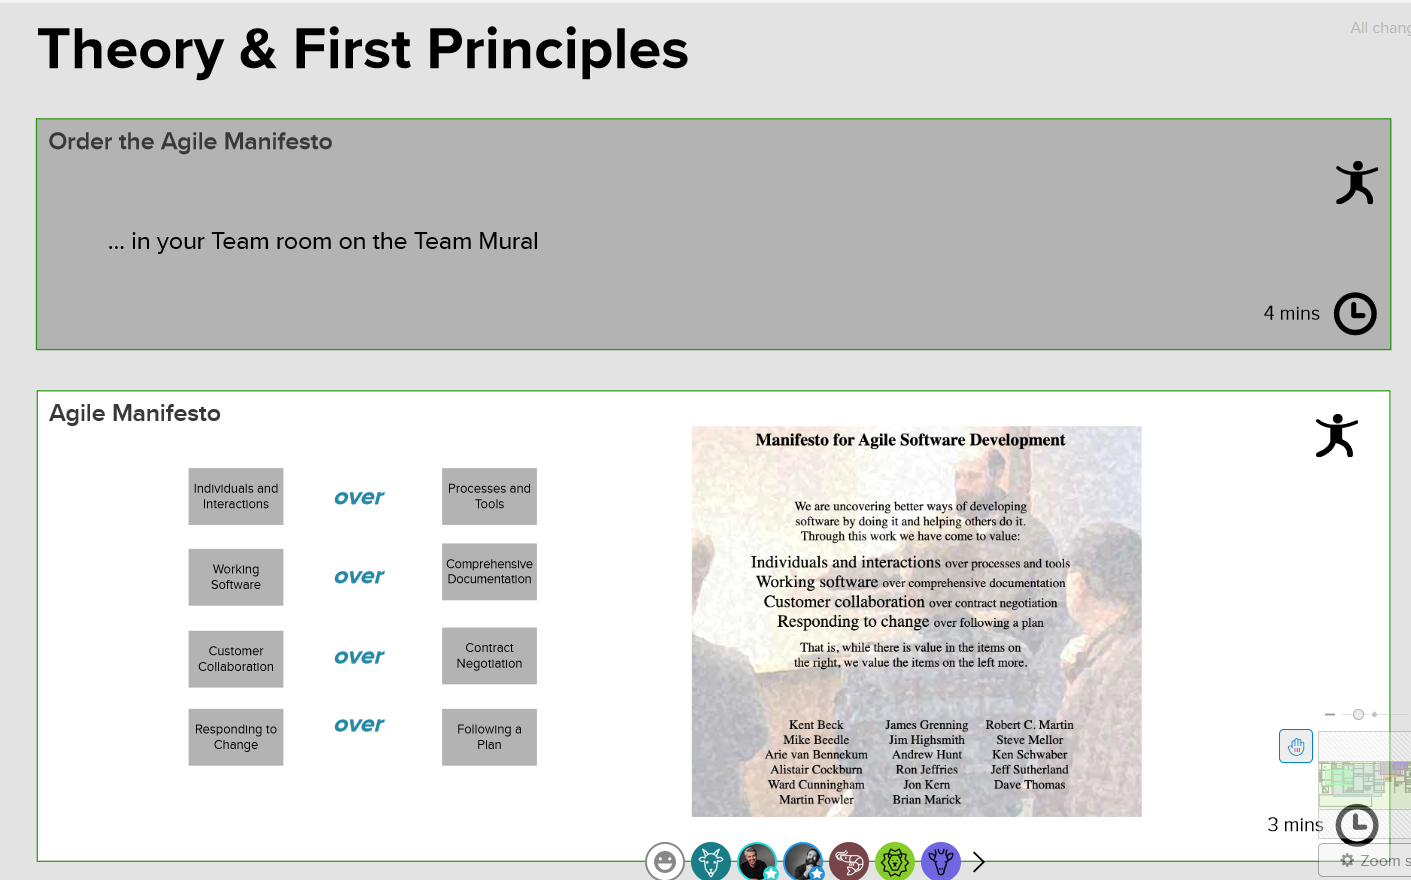 Theory & First Principles
Order the Agile Manifesto
... in your Team room on the Team Mural
4 mins
Agile Manifesto
Individuals and
Interactions
over
Processes and
Tools
Working
Software
over
Comprehensive
Documentation
Customer
Collaboration
over
Contract
Negotiation
Responding to
Change
over
Following a
Plan
Manifesto for Agile Software Development
We are uncovering better ways of developing
software by doing it and helping others do it.
Through this work we have come to value:
Individuals and interactions over processes and tools
Working software over comprehensive documentation
Customer collaboration over contract negotiation
Responding to change over following a plan
That is, while there is value in the items on
the right, we value the items on the left more.
Kent Beck
Mike Beedle
Arie van Bennekum
Alistair Cockburn
Ward Cunningham
Martin Fowler
James Grenning
Jim Highsmith
Andrew Hunt
Ron Jeffries
Jon Kern
Brian Marick
Robert C. Martin
Steve Mellor
Ken Schwaber
Jeff Sutherland
Dave Thomas
3 mins
All
Zoom